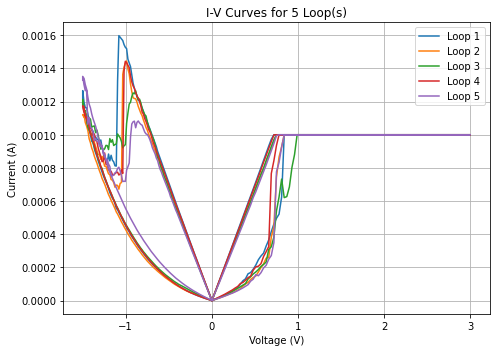 I-V Curves for 5 Loop(s)
Loop 1
Loop 2
Loop 3
Loop 4
Loop 5
Current (A)
0.0016
0.0014
0.0012
0.0010
0.0008
0.0006
0.0004
0.0002
0.0000
−1
0
1
2
3
Voltage (V)